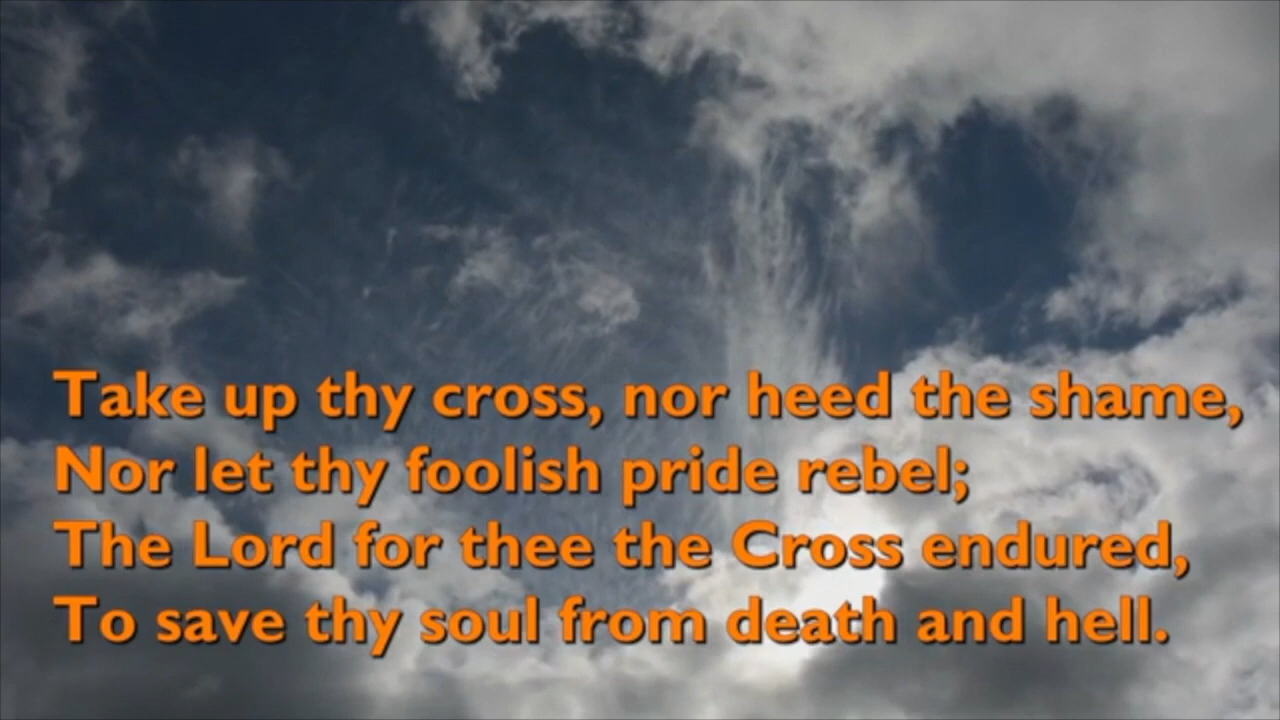 Take up thy cross, nor heed the shame,
Nor let thy foolish pride rebel;
The Lord for thee the Cross endured,
To save thy soul from death and hell.